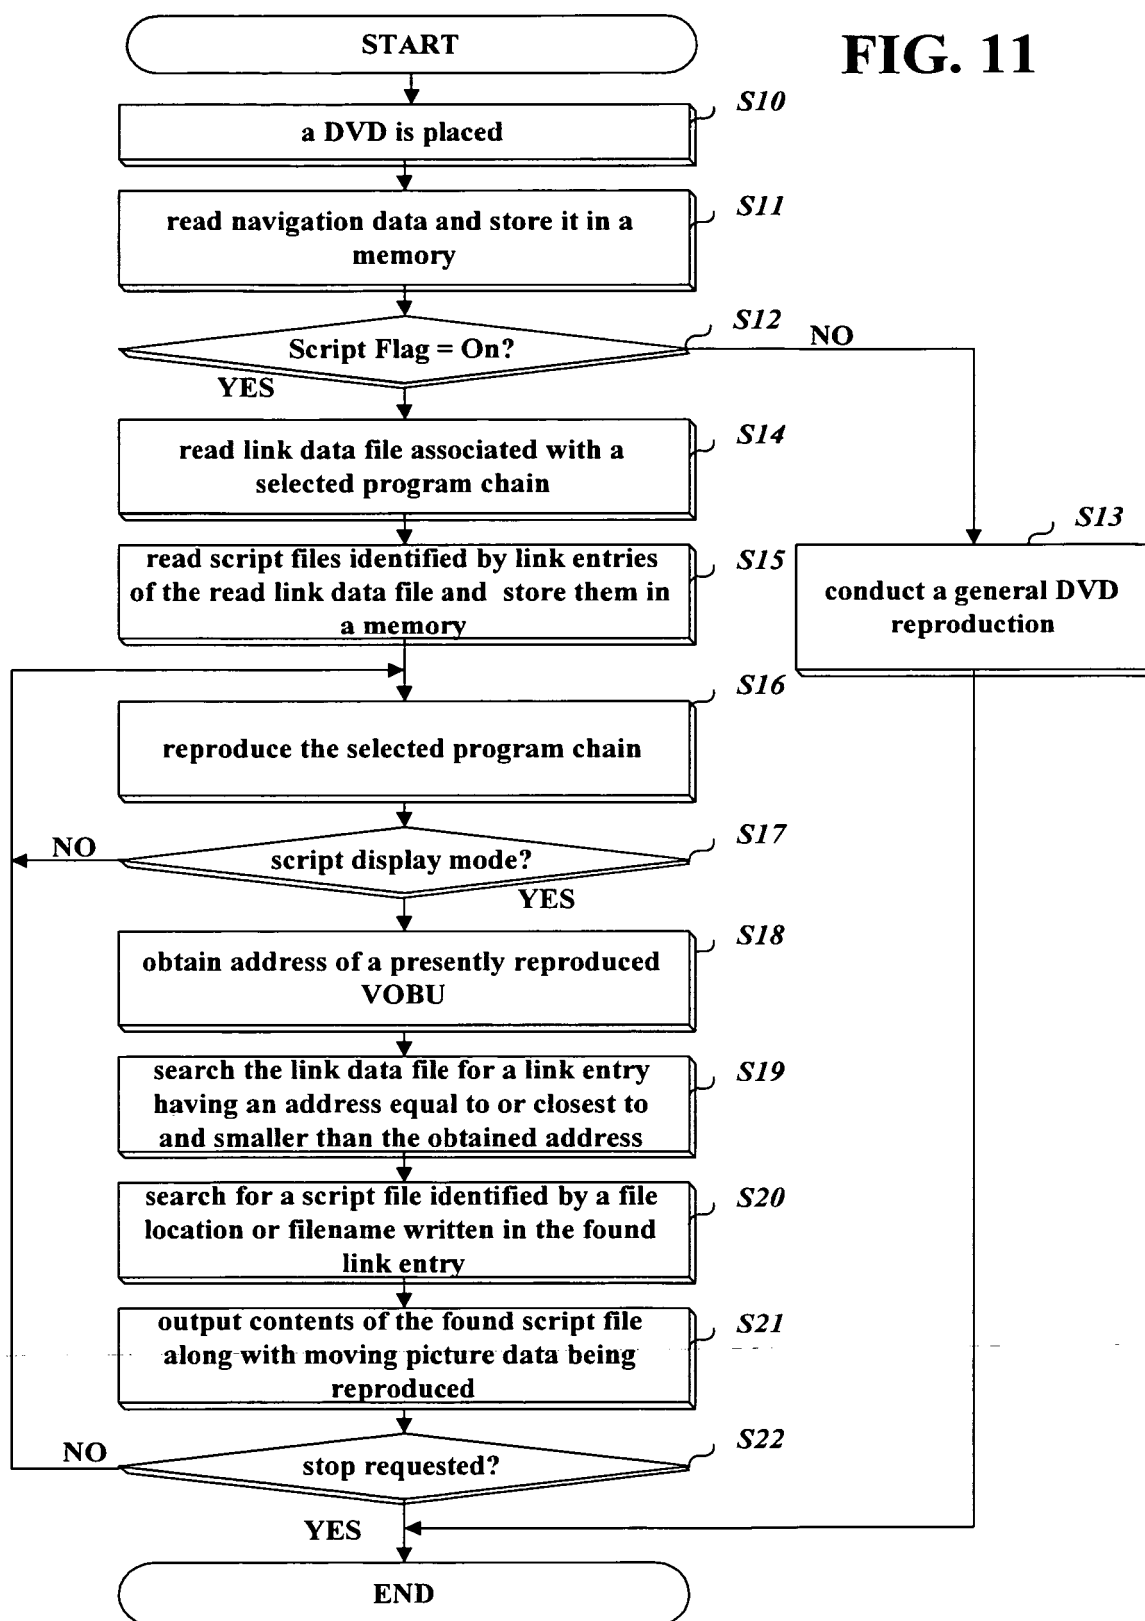 FIG. 11
START
S10
a DVD is placed
S11
read navigation data and store it in a
memory
S12
Script Flag = On?
NO
YES
S14
read link data file associated with a
selected program chain
S13
conduct a general DVD
reproduction
S15
read script files identified by link entries
of the read link data file and store them in
a memory
S16
reproduce the selected program chain
S17
NO
script display mode?
YES
S18
obtain address of a presently reproduced
VOBU
S19
search the link data file for a link entry
having an address equal to or closest to
and smaller than the obtained address
S20
search for a script file identified by a file
location or filename written in the found
link entry
S21
output contents of the found script file
along with moving picture data being
reproduced
S22
NO
stop requested?
YES
END